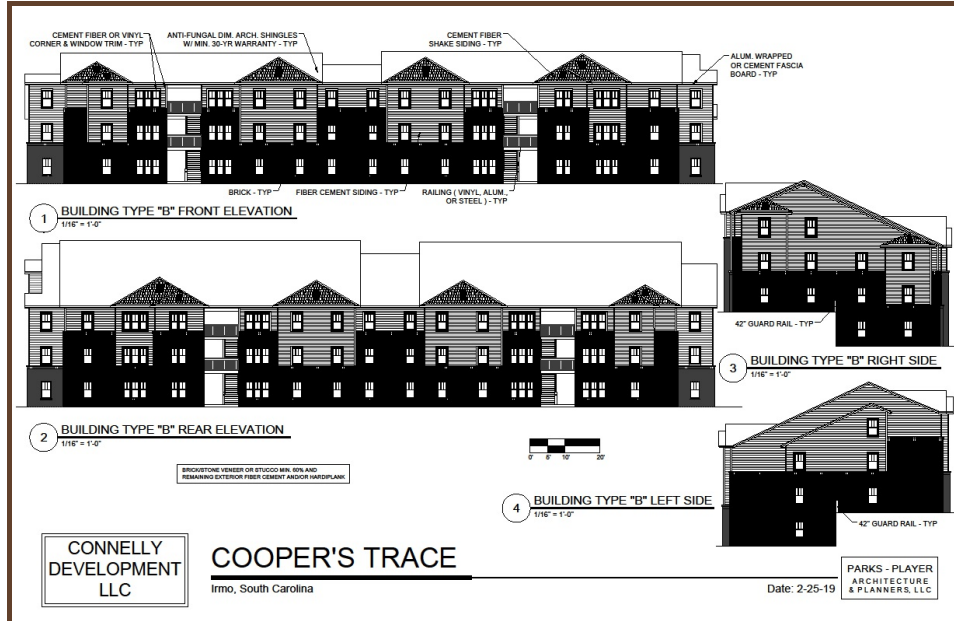 CEMENT FIBER OR VINYL
CORNER & WINDOW TRIM - TYP
ANTI-FUNGAL DIM. ARCH. SHINGLES
W/ MIN. 30-YR WARRANTY - TYP
CEMENT FIBER
SHAKE SIDING - TYP
ALUM. WRAPPED
OR CEMENT FASCIA
BOARD - TYP
BRICK - TYP
FIBER CEMENT SIDING - TYP
RAILING ( VINYL, ALUM.,
OR STEEL ) - TYP
1
BUILDING TYPE "B" FRONT ELEVATION
1/16" = 1'-0"
42" GUARD RAIL - TYP
3
BUILDING TYPE "B" RIGHT SIDE
1/16" = 1'-0"
2
BUILDING TYPE "B" REAR ELEVATION
1/16" = 1'-0"
0' 5' 10' 20'
BRICK/STONE VENEER OR STUCCO MIN. 60% AND
REMAINING EXTERIOR FIBER CEMENT AND/OR HARDIPLANK
4
BUILDING TYPE "B" LEFT SIDE
1/16" = 1'-0"
42" GUARD RAIL - TYP
CONNELLY
DEVELOPMENT
LLC
COOPER'S TRACE
Irmo, South Carolina
Date: 2-25-19
PARKS - PLAYER
ARCHITECTURE
& PLANNERS, LLC